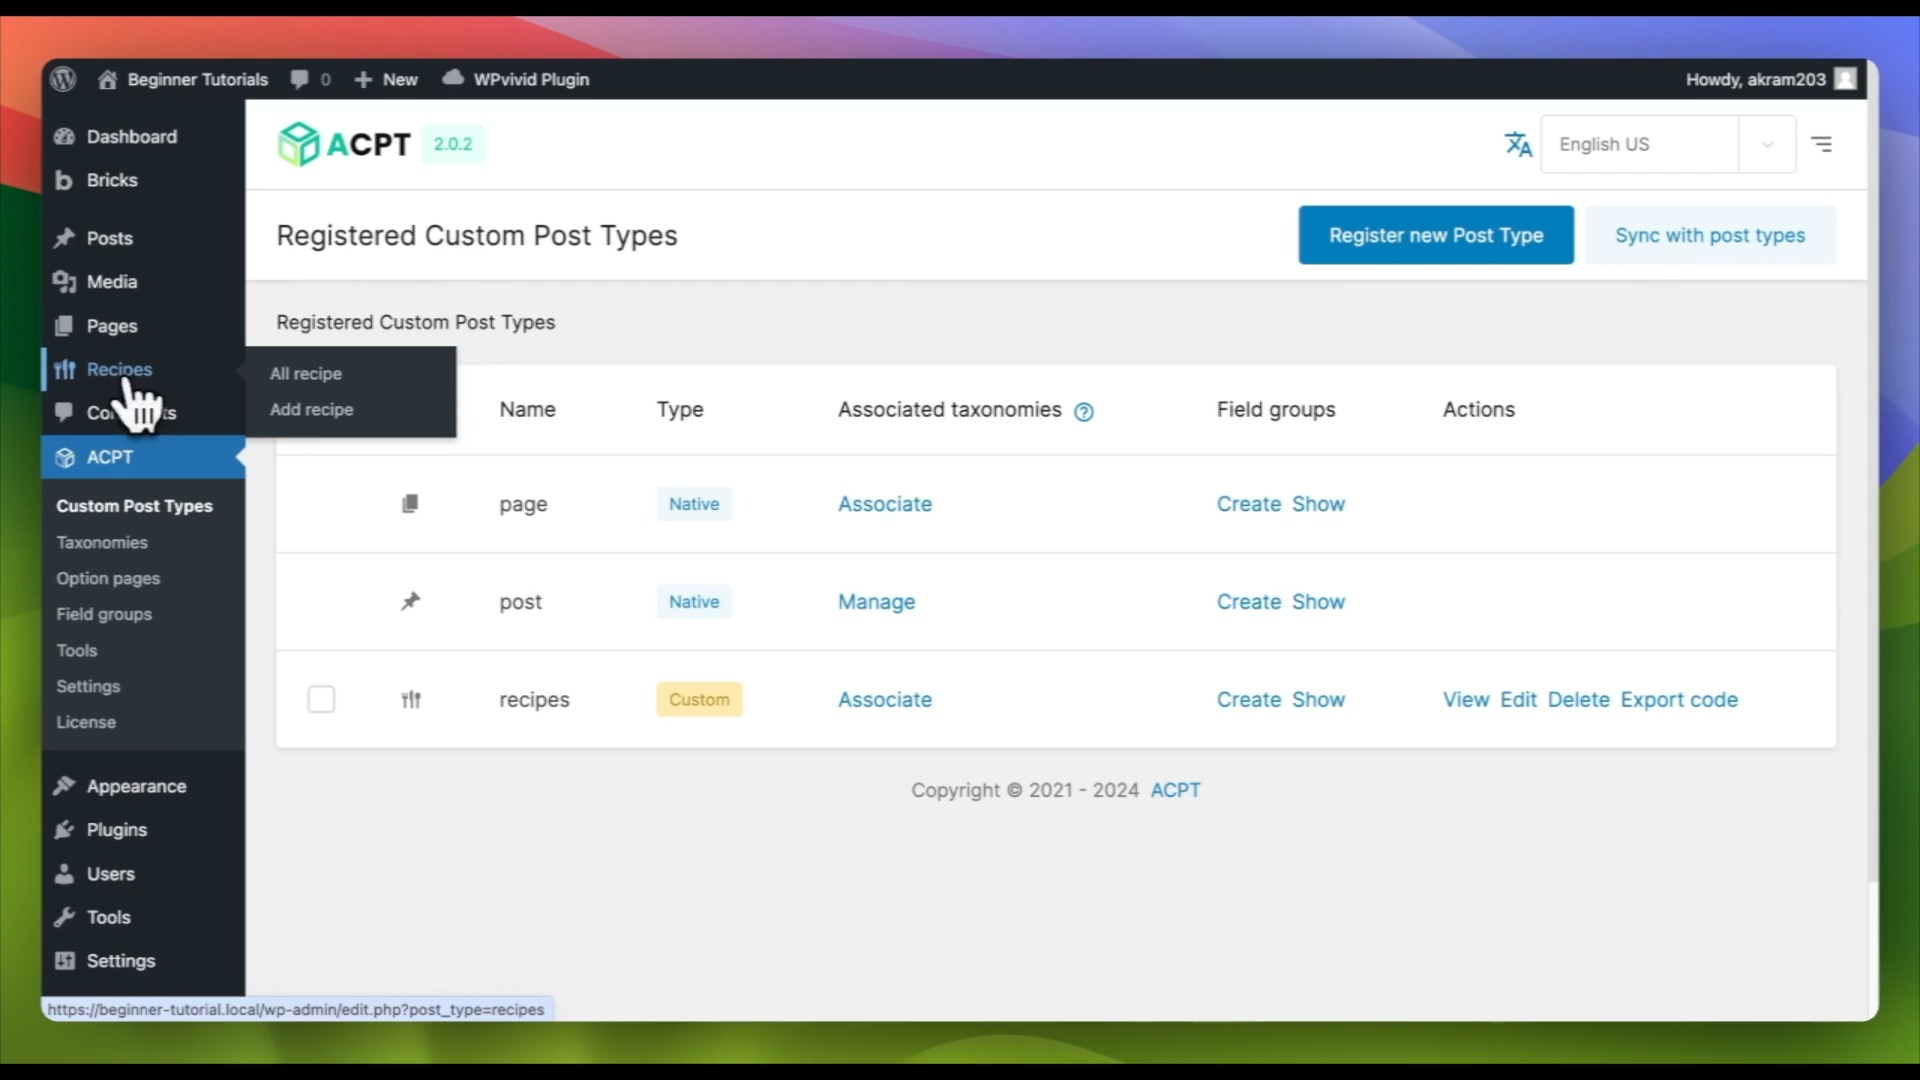 Beginner Tutorials 0 New WPvivid Plugin Howdy, akram203
Dashboard
Bricks
Posts
Media
Pages
Recipes
ACPT
Custom Post Types
Taxonomies
Option pages
Field groups
Tools
Settings
License
Appearance
Plugins
Users
Tools
Settings
All recipe
Add recipe
ACPT 2.0.2 English US
Registered Custom Post Types Register new Post Type Sync with post types
Registered Custom Post Types
Name Type Associated taxonomies ? Field groups Actions
page Native Associate Create Show
post Native Manage Create Show
recipes Custom Associate Create Show View Edit Delete Export code
Copyright © 2021 - 2024 ACPT
https://beginner-tutorial.local/wp-admin/edit.php?post_type=recipes